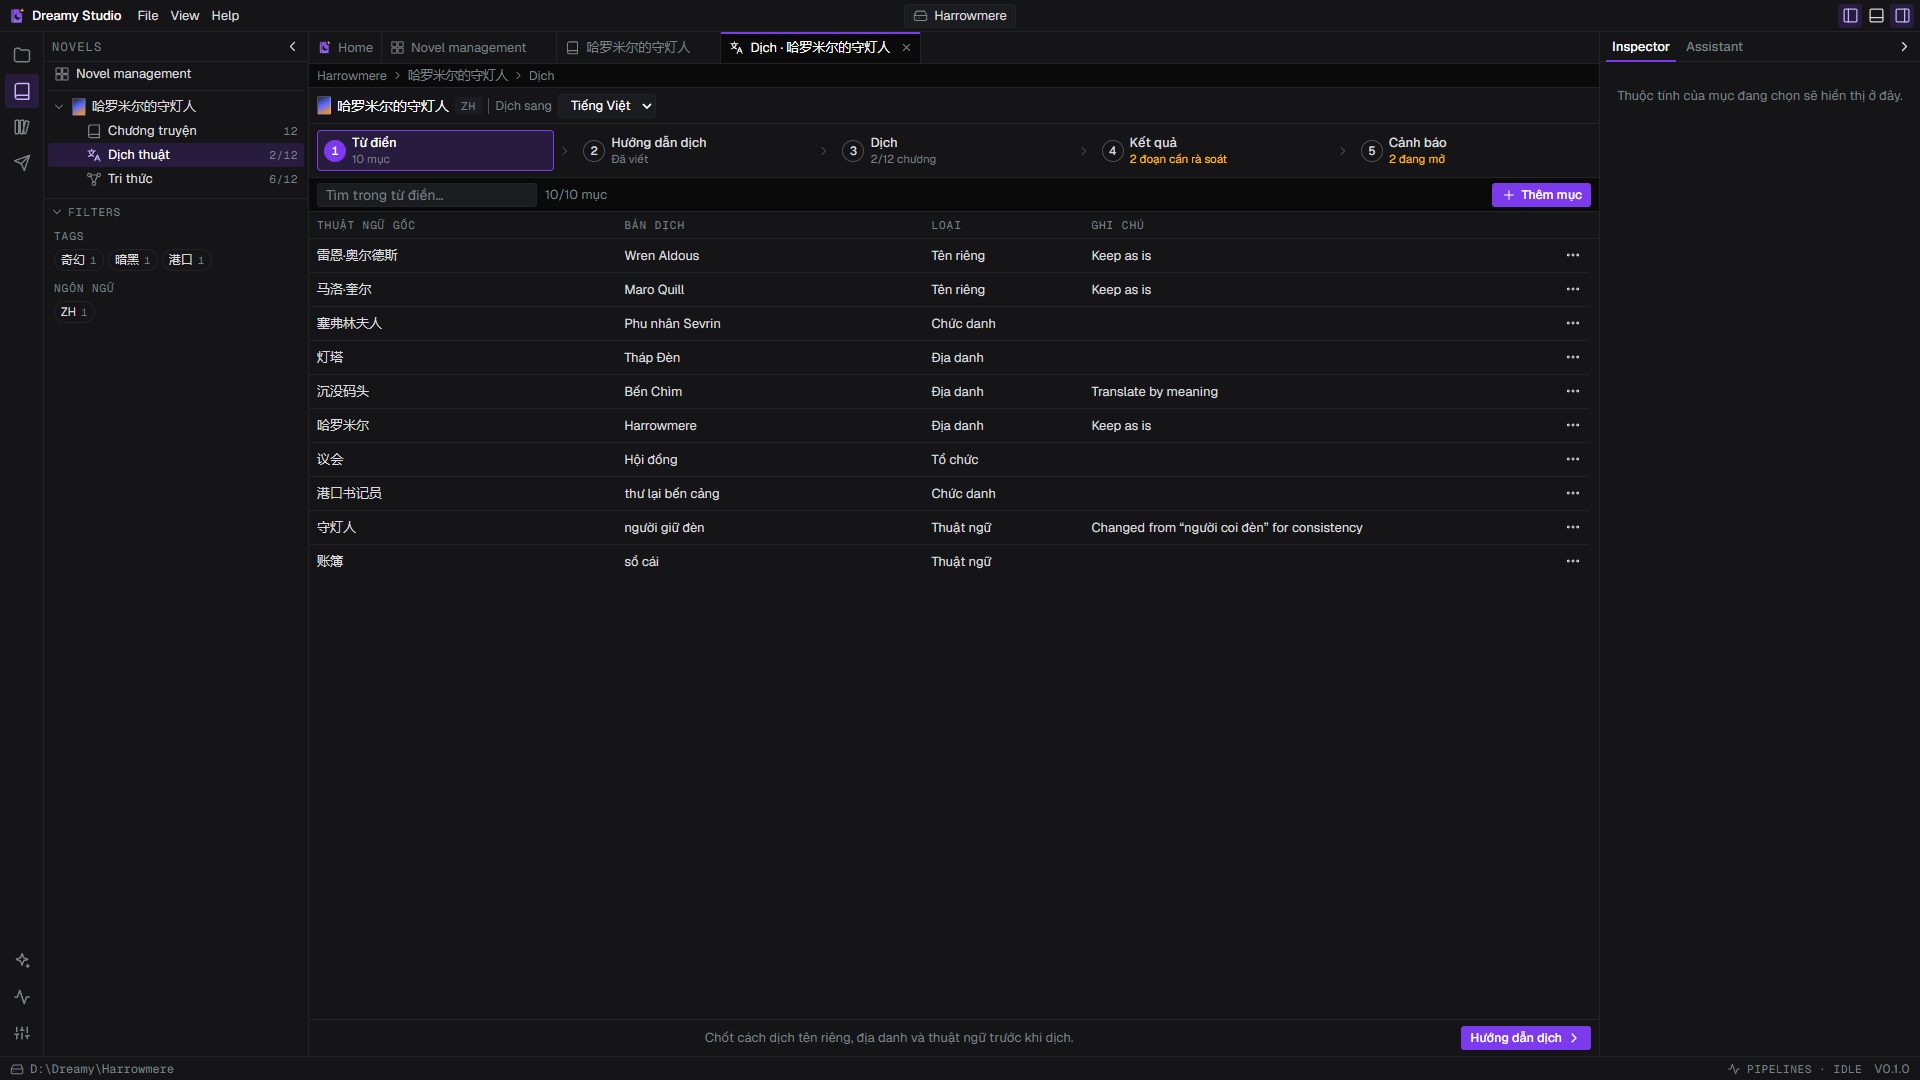 Dreamy Studio File View Help
Harrowmere
NOVELS
Novel management
哈罗米尔的守灯人
Chương truyện 12
Dịch thuật 2/12
Tri thức 6/12
FILTERS
TAGS
奇幻 1 暗黑 1 港口 1
NGÔN NGỮ
ZH 1
Home Novel management 哈罗米尔的守灯人 Dịch · 哈罗米尔的守灯人
Harrowmere > 哈罗米尔的守灯人 > Dịch
哈罗米尔的守灯人 ZH Dịch sang Tiếng Việt
1 Từ điển
10 mục
2 Hướng dẫn dịch
Đã viết
3 Dịch
2/12 chương
4 Kết quả
2 đoạn cần rà soát
5 Cảnh báo
2 đang mở
Tìm trong từ điển... 10/10 mục + Thêm mục
THUẬT NGỮ GỐC BẢN DỊCH LOẠI GHI CHÚ
雷恩·奥尔德斯 Wren Aldous Tên riêng Keep as is
马洛·奎尔 Maro Quill Tên riêng Keep as is
塞弗林夫人 Phu nhân Sevrin Chức danh
灯塔 Tháp Đèn Địa danh
沉没码头 Bến Chìm Địa danh Translate by meaning
哈罗米尔 Harrowmere Địa danh Keep as is
议会 Hội đồng Tổ chức
港口书记员 thư lại bến cảng Chức danh
守灯人 người giữ đèn Thuật ngữ Changed from “người coi đèn” for consistency
账簿 sổ cái Thuật ngữ
Chốt cách dịch tên riêng, địa danh và thuật ngữ trước khi dịch.
Hướng dẫn dịch >
Inspector Assistant
Thuộc tính của mục đang chọn sẽ hiển thị ở đây.
D:\Dreamy\Harrowmere
PIPELINES · IDLE V0.1.0